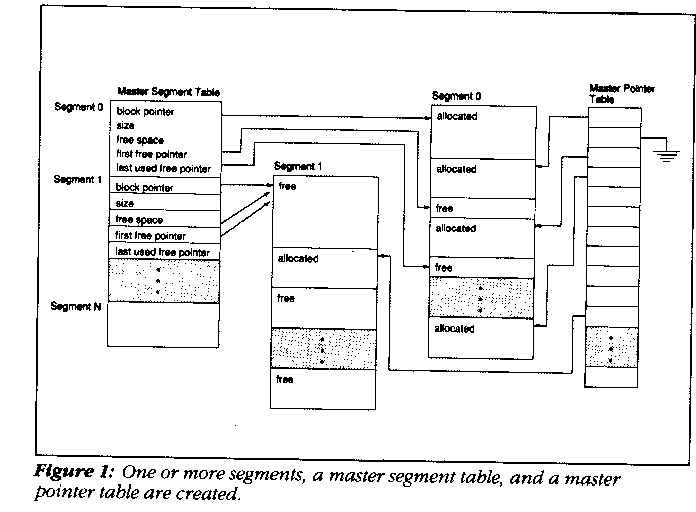 Master Segment Table
Segment 0
block pointer
size
free space
first free pointer
last used free pointer
Segment 1
block pointer
size
free space
first free pointer
last used free pointer
Segment N
Segment 1
free
allocated
free
free
Segment 0
allocated
allocated
free
allocated
free
allocated
Master Pointer
Table
Figure 1: One or more segments, a master segment table, and a master
pointer table are created.